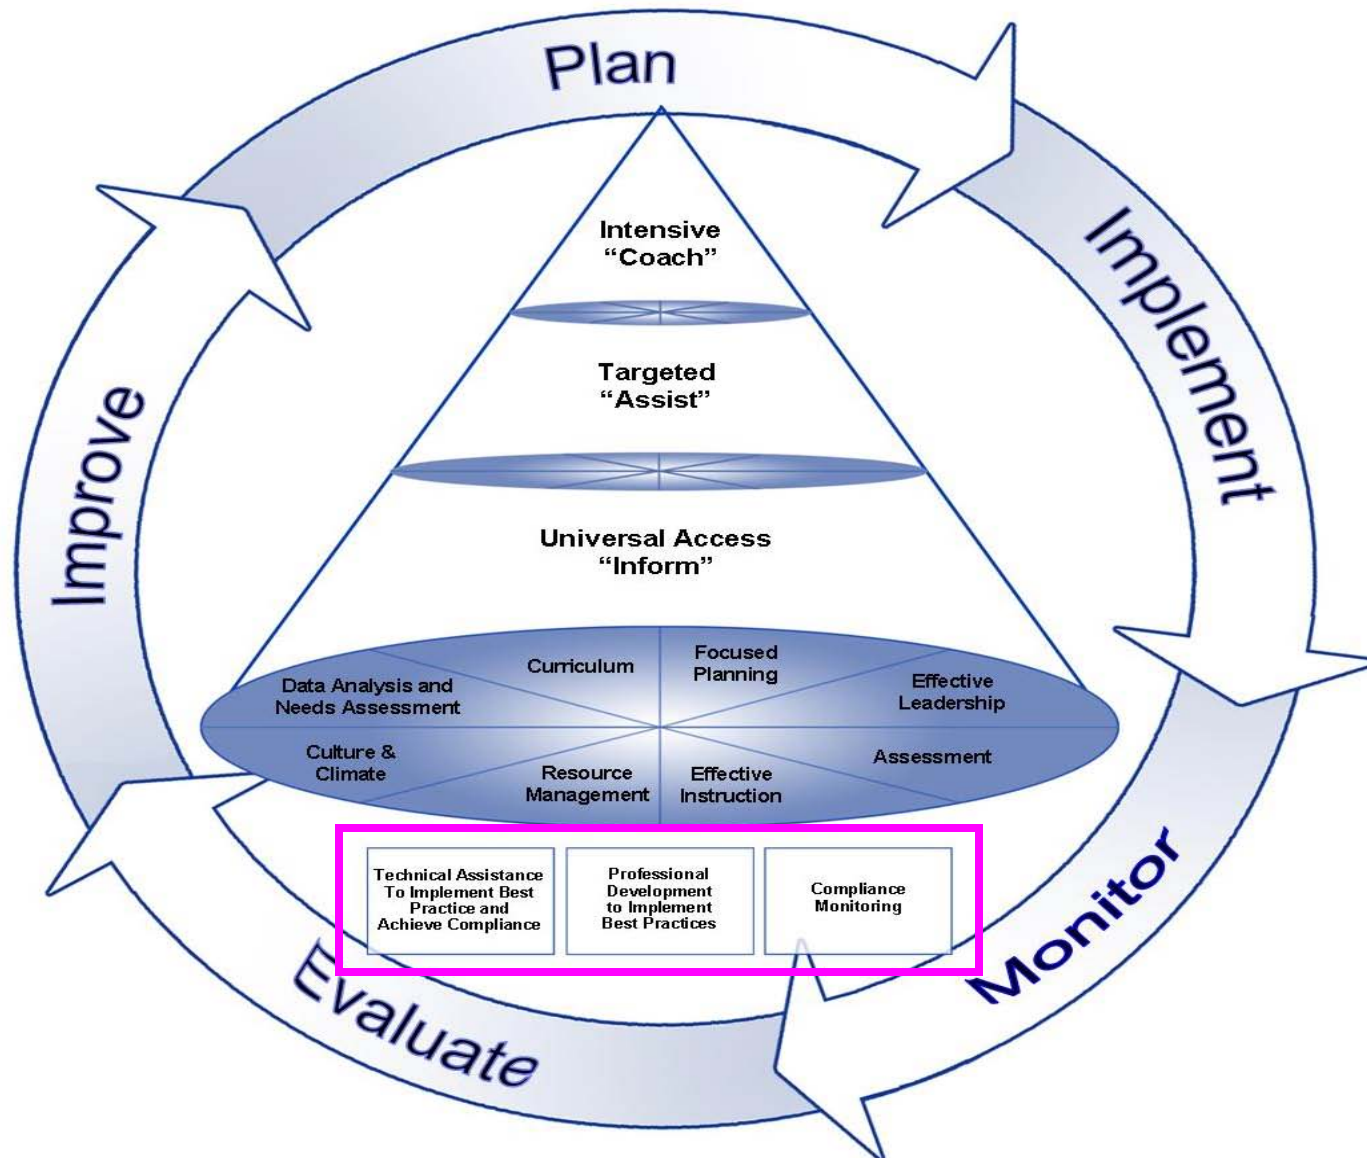 Plan
Implement
Monitor
Evaluate
Improve
Intensive
“Coach”
Targeted
“Assist”
Universal Access
“Inform”
Curriculum
Focused
Planning
Data Analysis and
Needs Assessment
Effective
Leadership
Culture &
Climate
Assessment
Resource
Management
Effective
Instruction
Technical Assistance
To Implement Best
Practice and
Achieve Compliance
Professional
Development
to Implement
Best Practices
Compliance
Monitoring